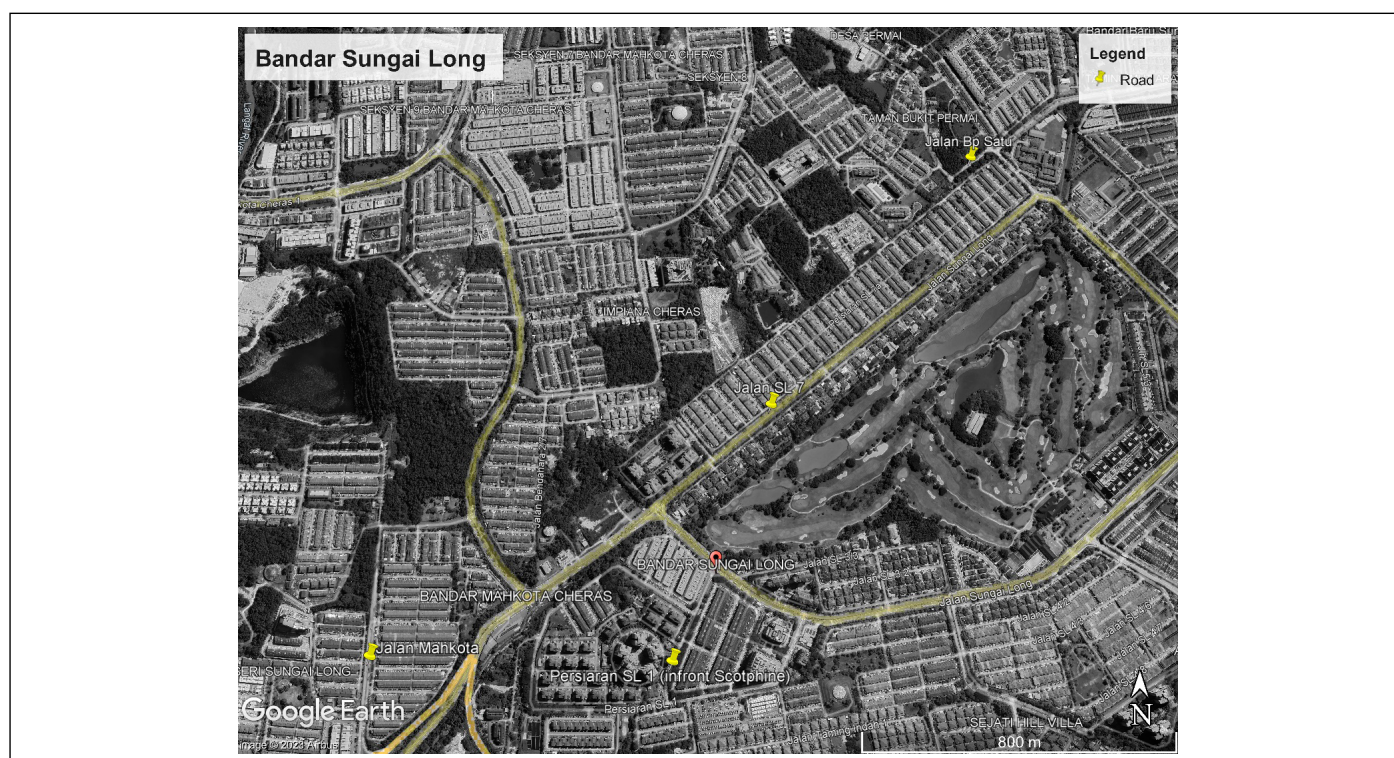 Bandar Sungai Long
Legend
Road
SEKSYEN 7 BANDAR MAHKOTA CHERAS
DESA PERMAI
SEKSYEN 8
SEKSYEN 9 BANDAR MAHKOTA CHERAS
Langat River
TAMAN BUKIT PERMAI
Jalan Bp Satu
Jalan Sungai Long
IMPIANA CHERAS
Jalan SL 7
Jalan Bendahara
BANDAR SUNGAI LONG
BANDAR MAHKOTA CHERAS
Jalan Sungai Long
Jalan Mahkota
SERI SUNGAI LONG
Persiaran SL 1 (infront Scotphine)
Persiaran SL 1
Google Earth
Image © 2023 Airbus
SEJATI HILL VILLA
N
800 m